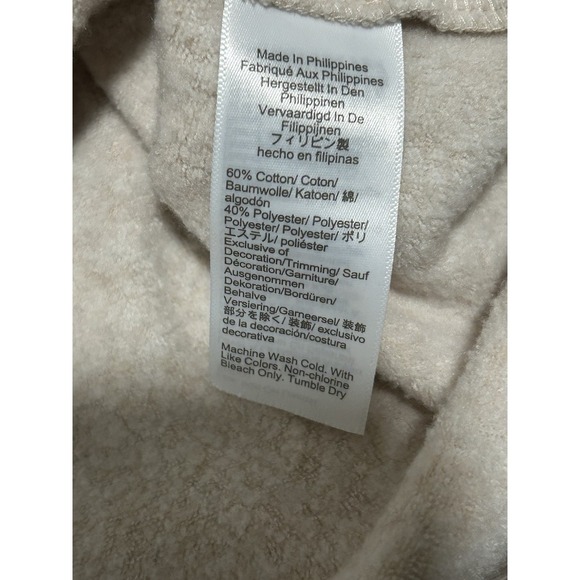 Made In Philippines
Fabriqué Aux Philippines
Hergestellt In Den
Philippinen
Vervaardigd In De
Filippijnen
フィリピン製
hecho en filipinas
60% Cotton/ Coton/
Baumwolle/ Katoen/ 綿/
algodón
40% Polyester/ Polyester/
Polyester/ Polyester/ ポリ
エステル/ poliéster
Exclusive of
Decoration/Trimming/ Sauf
Décoration/Garniture/
Ausgenommen
Dekoration/Bordüren/
Behalve
Versiering/Garneersel/ 装飾
部分を除く/ 装飾/ exclusivo
de la decoración/costura
decorativa
Machine Wash Cold, With
Like Colors. Non-chlorine
Bleach Only. Tumble Dry